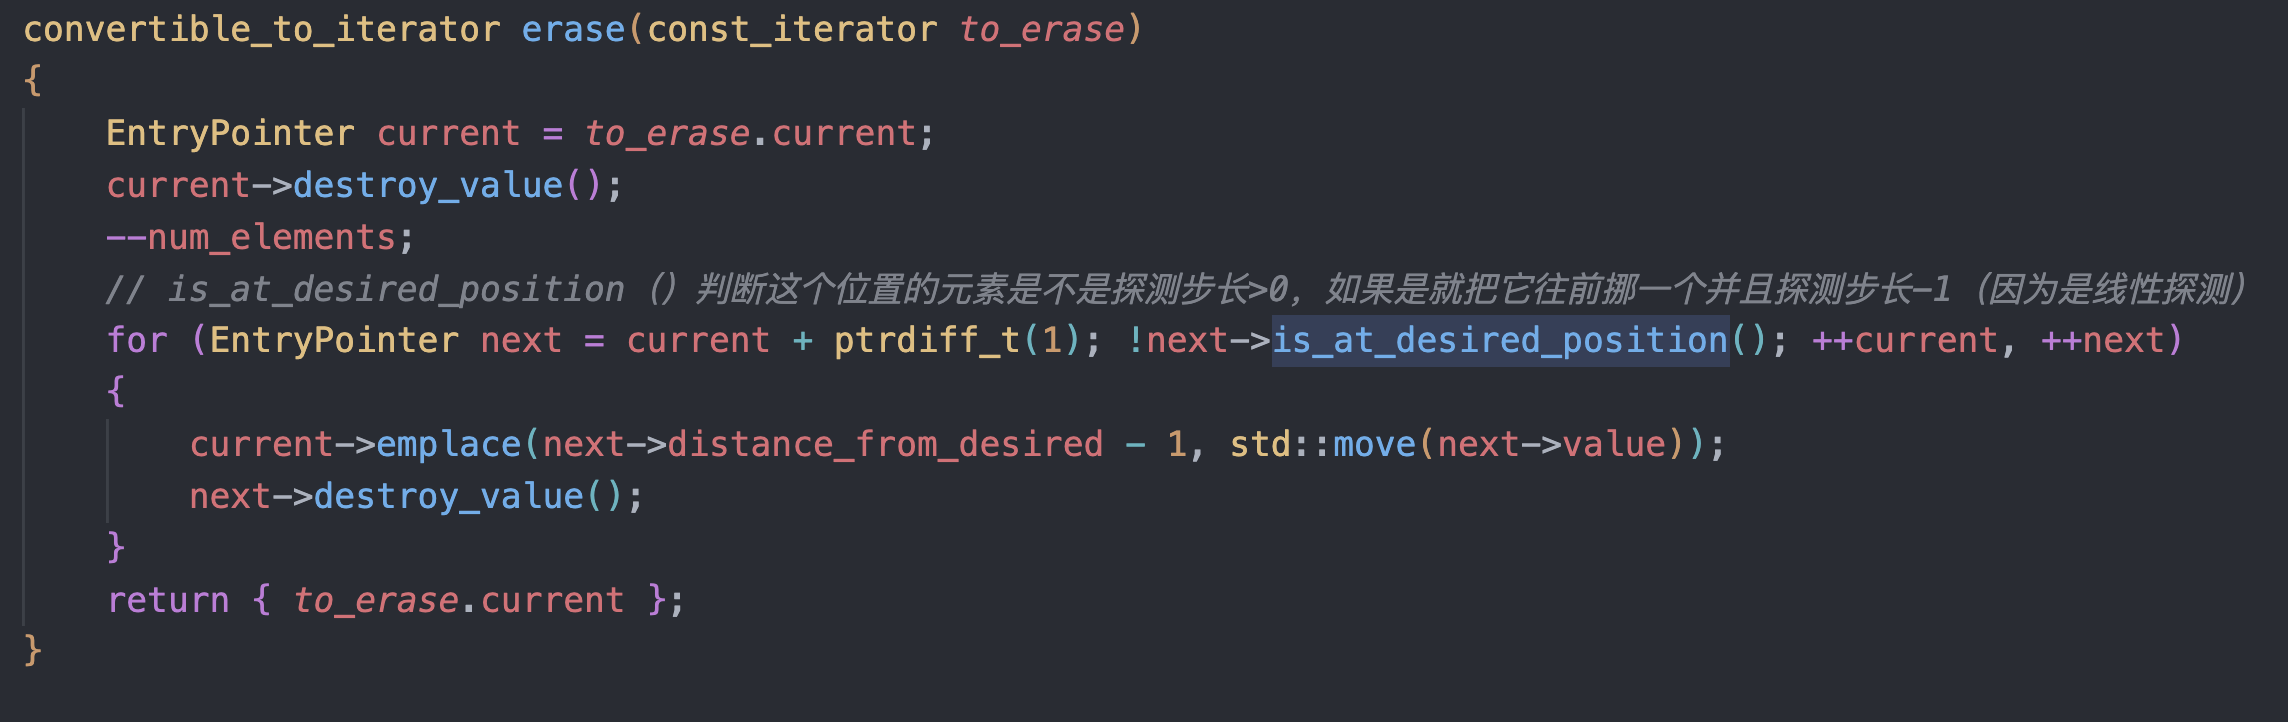 convertible_to_iterator erase(const_iterator to_erase)
{
    EntryPointer current = to_erase.current;
    current->destroy_value();
    --num_elements;
    // is_at_desired_position（）判断这个位置的元素是不是探测步长>0，如果是就把它往前挪一个并且探测步长-1（因为是线性探测）
    for (EntryPointer next = current + ptrdiff_t(1); !next->is_at_desired_position(); ++current, ++next)
    {
        current->emplace(next->distance_from_desired - 1, std::move(next->value));
        next->destroy_value();
    }
    return { to_erase.current };
}